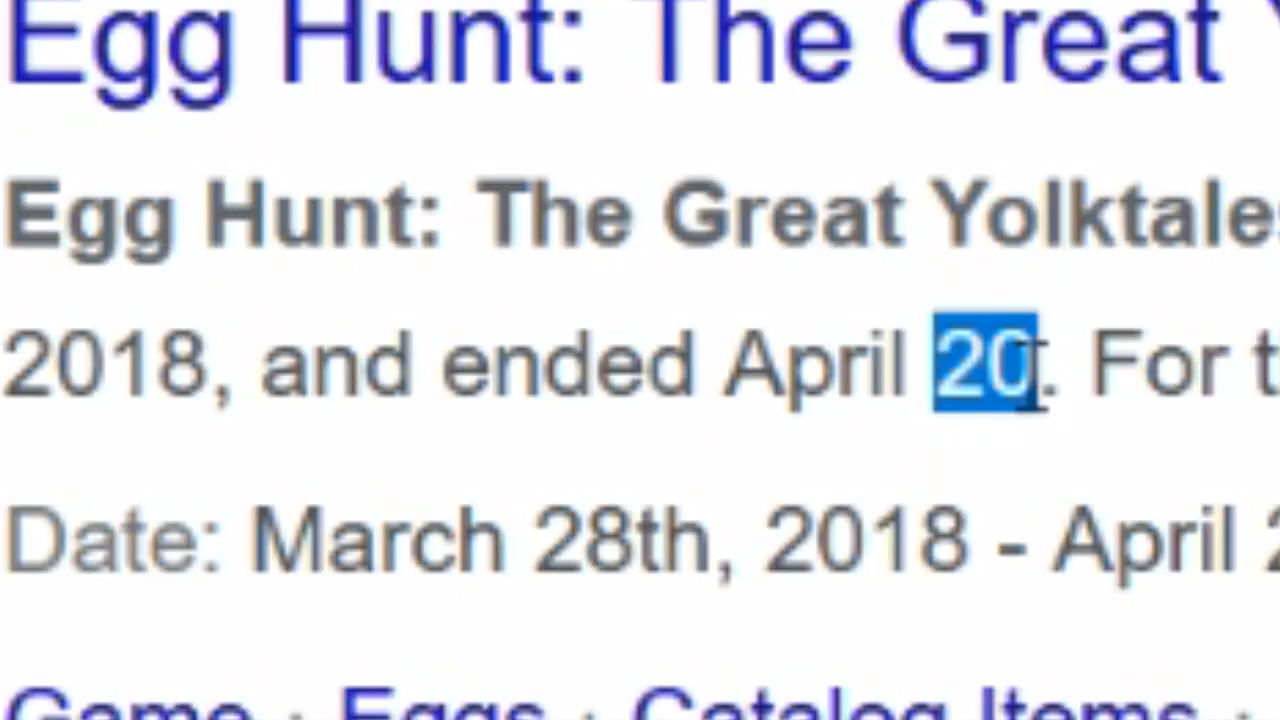 Egg Hunt: The Great
Egg Hunt: The Great Yolktale
2018, and ended April 20. For t
Date: March 28th, 2018 - April 2
Game · Eggs · Catalog Items ·